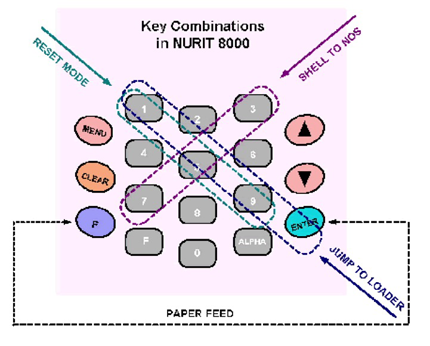 Key Combinations
in NURIT 8000
RESET MODE
SHELL TO NOS
1
2
3
MENU
4
6
CLEAR
7
8
9
F
ENTER
F
0
ALPHA
JUMP TO LOADER
PAPER FEED